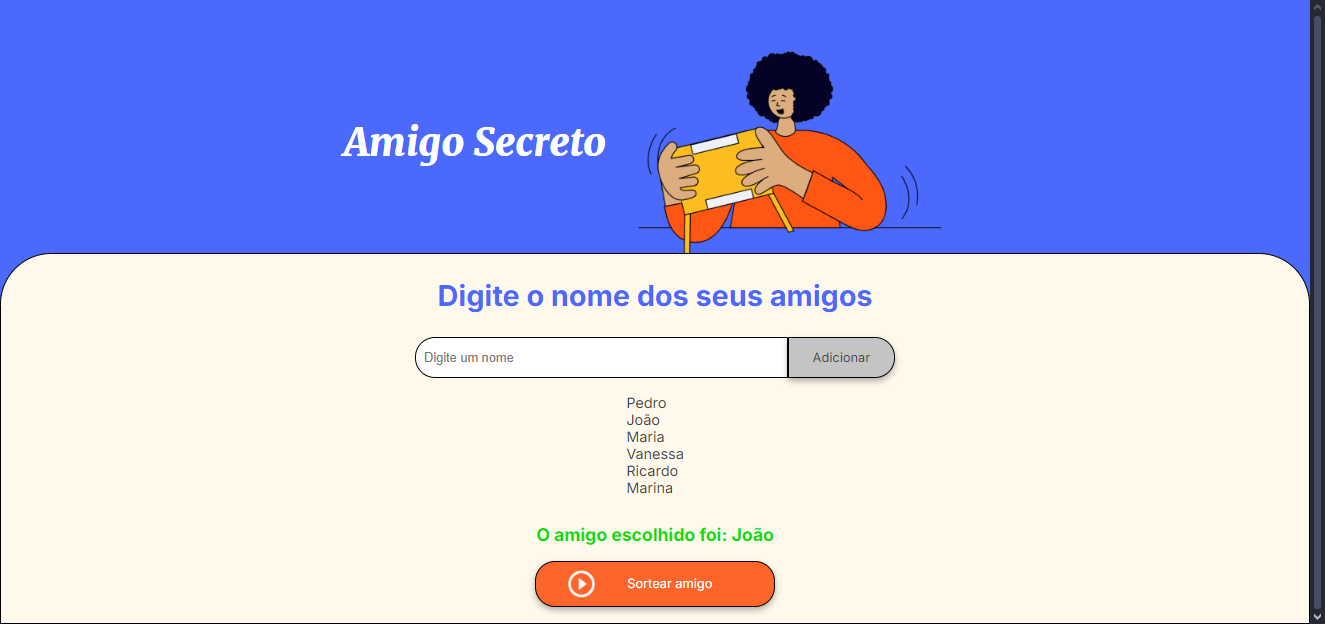 Amigo Secreto
Digite o nome dos seus amigos
Digite um nome
Adicionar
Pedro
João
Maria
Vanessa
Ricardo
Marina
O amigo escolhido foi: João
Sortear amigo